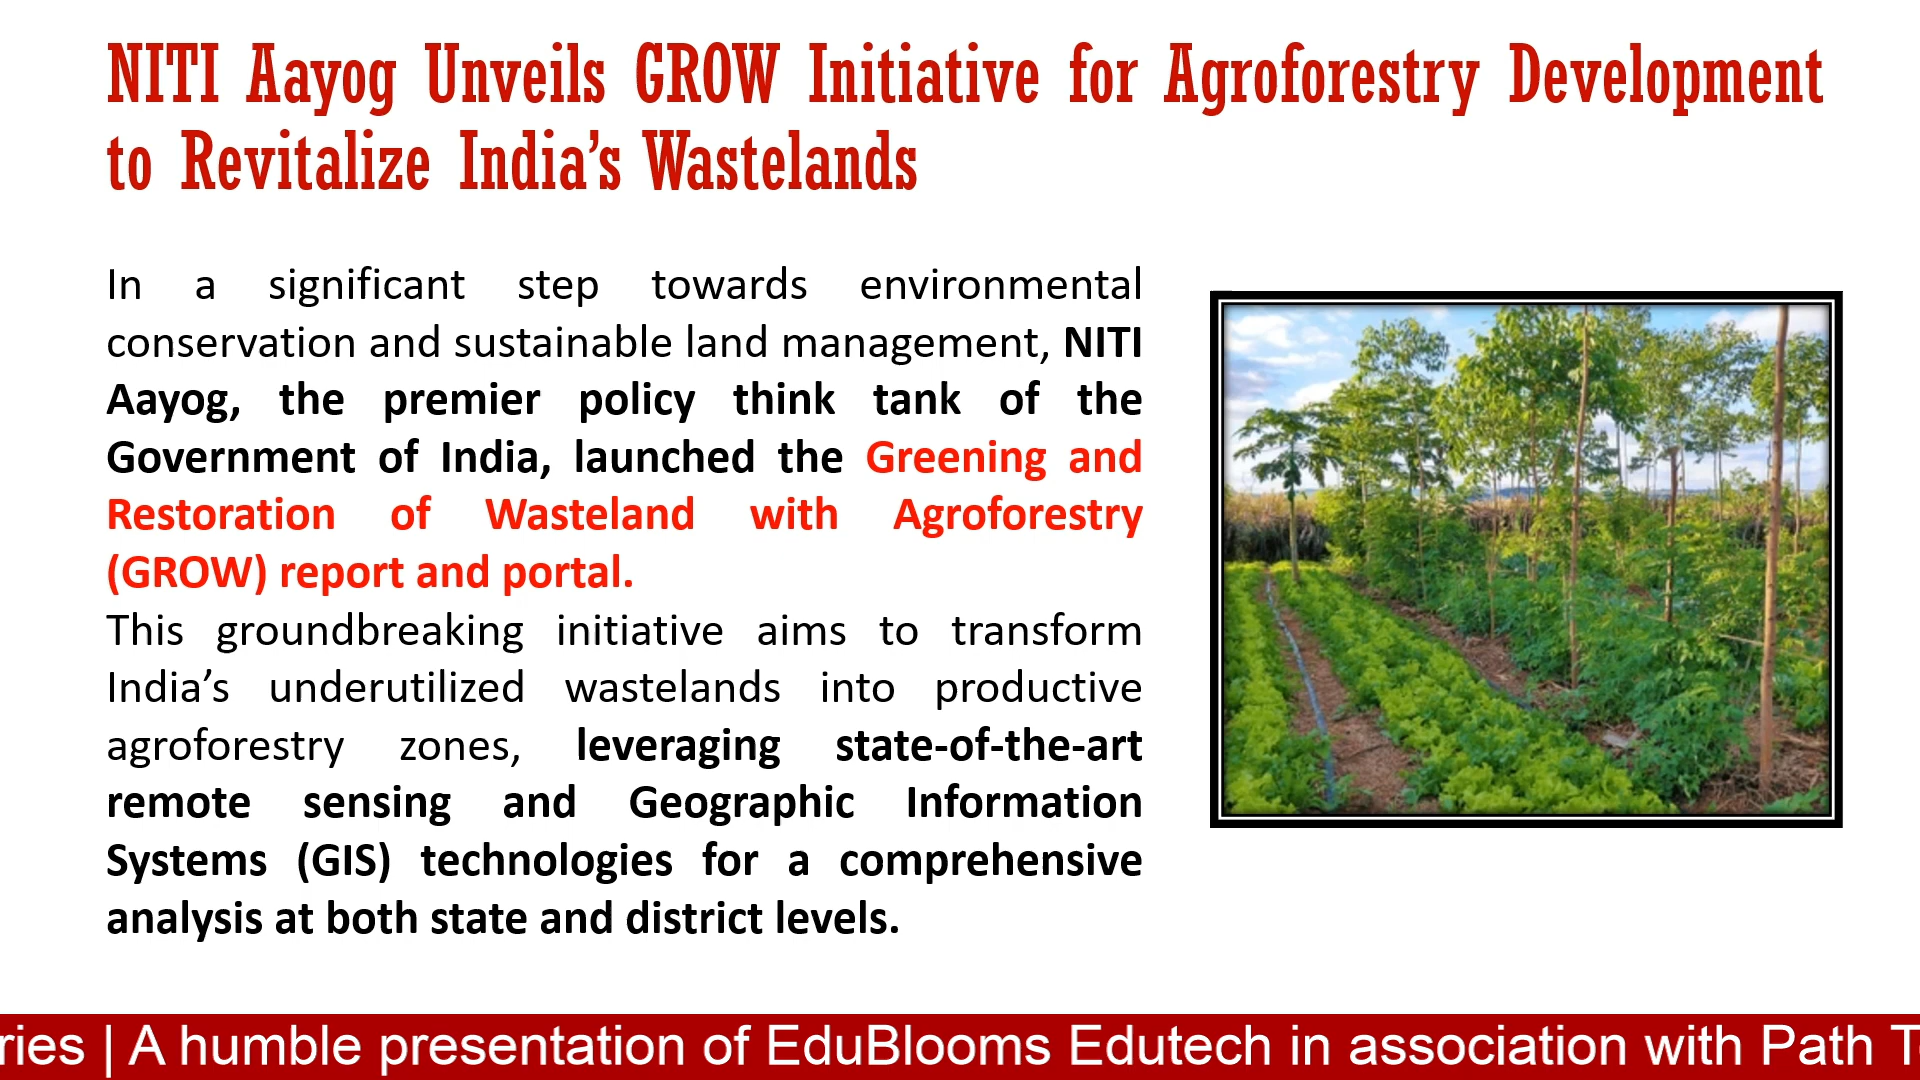 NITI Aayog Unveils GROW Initiative for Agroforestry Development
to Revitalize India’s Wastelands
In a significant step towards environmental
conservation and sustainable land management, NITI
Aayog, the premier policy think tank of the
Government of India, launched the Greening and
Restoration of Wasteland with Agroforestry
(GROW) report and portal.
This groundbreaking initiative aims to transform
India’s underutilized wastelands into productive
agroforestry zones, leveraging state-of-the-art
remote sensing and Geographic Information
Systems (GIS) technologies for a comprehensive
analysis at both state and district levels.
| A humble presentation of EduBlooms Edutech in association with Path